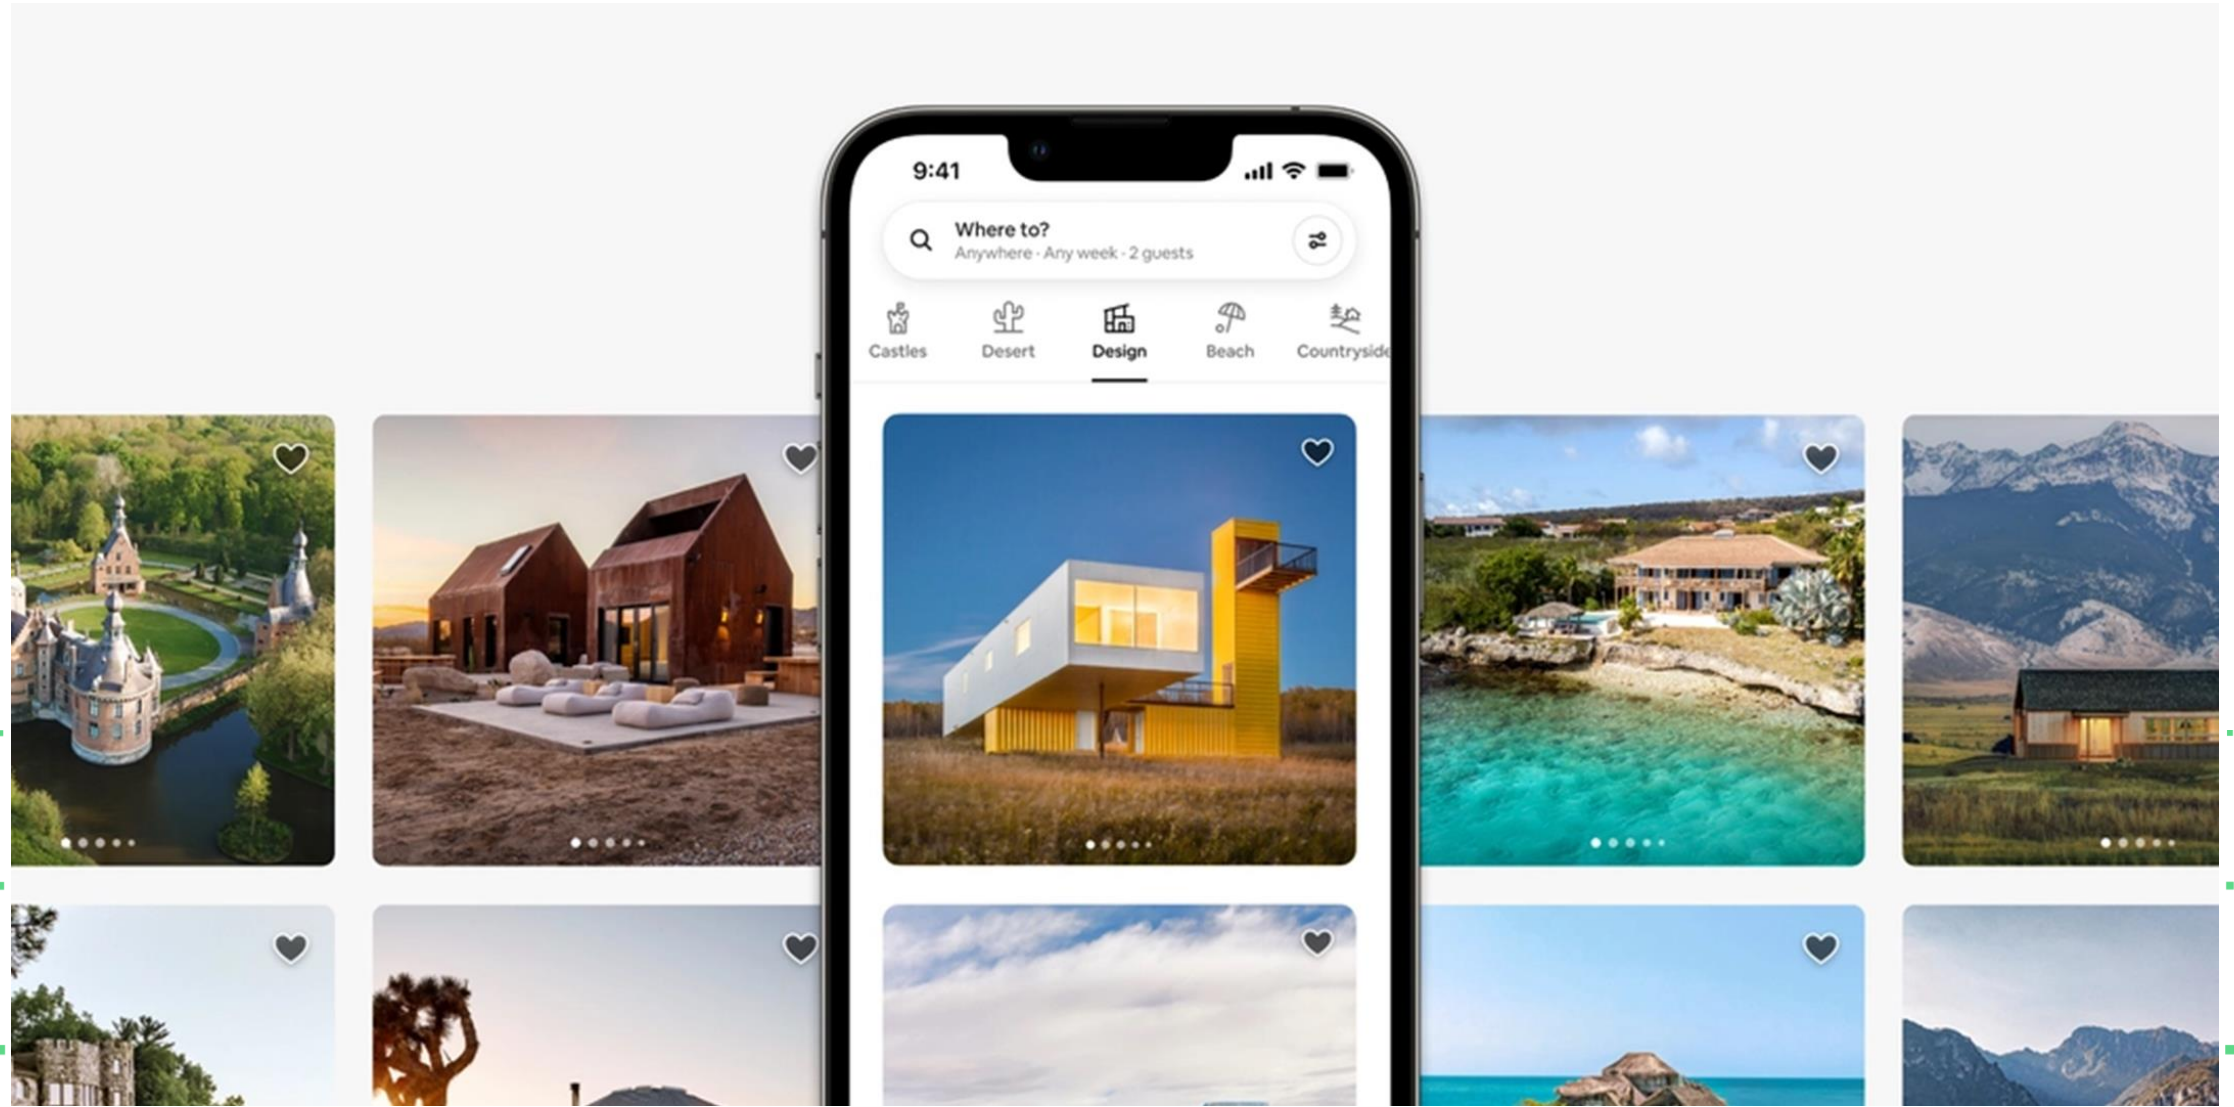 9:41
Where to?
Anywhere · Any week · 2 guests
Castles
Desert
Design
Beach
Countryside